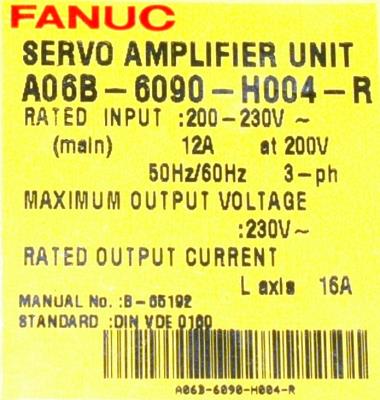 FANUC
SERVO AMPLIFIER UNIT
A06B-6090-H004-R
RATED INPUT :200-230V ~
(main) 12A at 200V
50Hz/60Hz 3-ph
MAXIMUM OUTPUT VOLTAGE
:230V~
RATED OUTPUT CURRENT
L axis 16A
MANUAL No. :B-65192
STANDARD :DIN VDE 0160
A06B-6090-H004-R